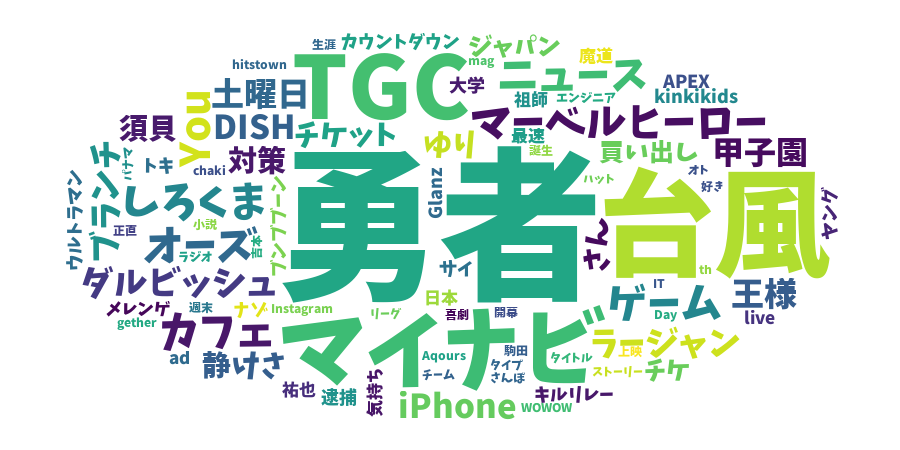 生涯
カウントダウン
ジャパン
魔道
hitstown
TGC
mag
ニュース
土曜日
大学
APEX
You
祖師
エンジニア
kinkikids
須貝
DISH
チケット
ゆり
マーベルヒーロー
最速
誕生
買い出し
甲子園
ブランチ
パナマ
トキ
chaki
対策
勇者
台風
ハット
オト
好き
ウルトラマン
しろくま
ブンブブーン
Glanz
さん
ヤング
小説
正直
オーズ
ラジオ
吉本
サイ
th
ダルビッシュ
IT
ゲーム
王様
メレンゲ
週末
ナゾ
Instagram
マイナビ
リーグ
日本
喜劇
開幕
Day
live
gether
カフェ
ラージャン
上映
ad
静けさ
Aqours
駒田
タイトル
チーム
タイプ
さんぽ
ストーリー
チケ
祐也
逮捕
気持ち
iPhone
wowow
キルリレー